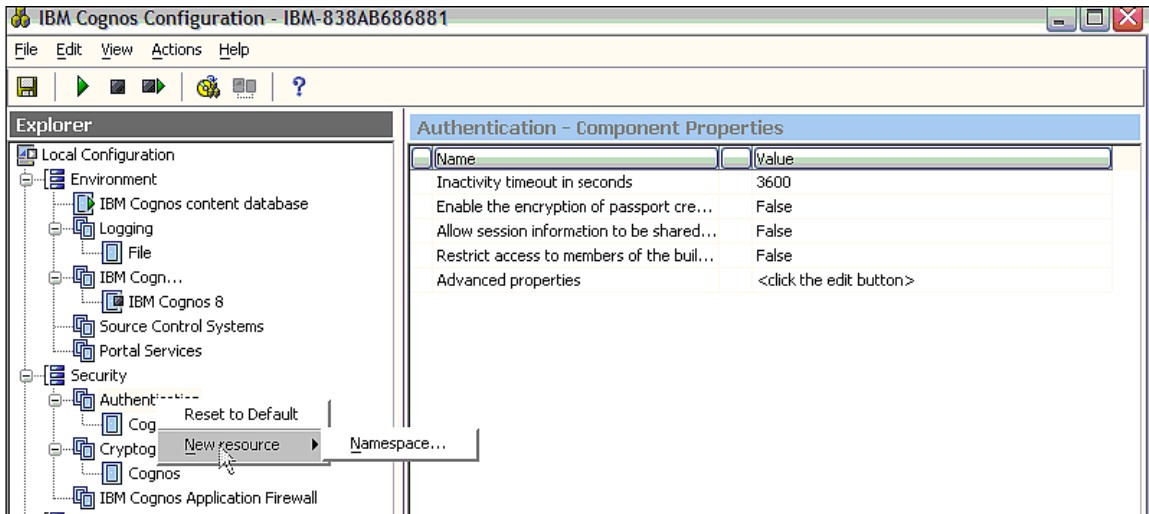 IBM Cognos Configuration - IBM-838AB686881
File Edit View Actions Help
Explorer
Local Configuration
Environment
IBM Cognos content database
Logging
File
IBM Cogn...
IBM Cognos 8
Source Control Systems
Portal Services
Security
Cog
Cryptog
Cognos
IBM Cognos Application Firewall
Reset to Default
New resource
Namespace...
Authentication - Component Properties
Name Value
Inactivity timeout in seconds 3600
Enable the encryption of passport cre... False
Allow session information to be shared... False
Restrict access to members of the buil... False
Advanced properties <click the edit button>